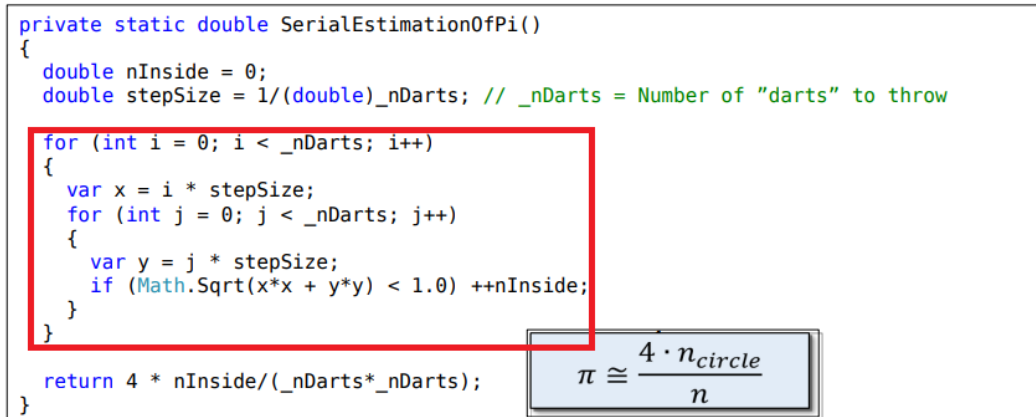 private static double SerialEstimationOfPi()
{
double nInside = 0;
double stepSize = 1/(double)_nDarts; // _nDarts = Number of ”darts” to throw
for (int i = 0; i < _nDarts; i++)
{
var x = i * stepSize;
for (int j = 0; j < _nDarts; j++)
{
var y = j * stepSize;
if (Math.Sqrt(x*x + y*y) < 1.0) ++nInside;
}
}
return 4 * nInside/(_nDarts*_nDarts);
}
π ≅ 4 · n_circle / n